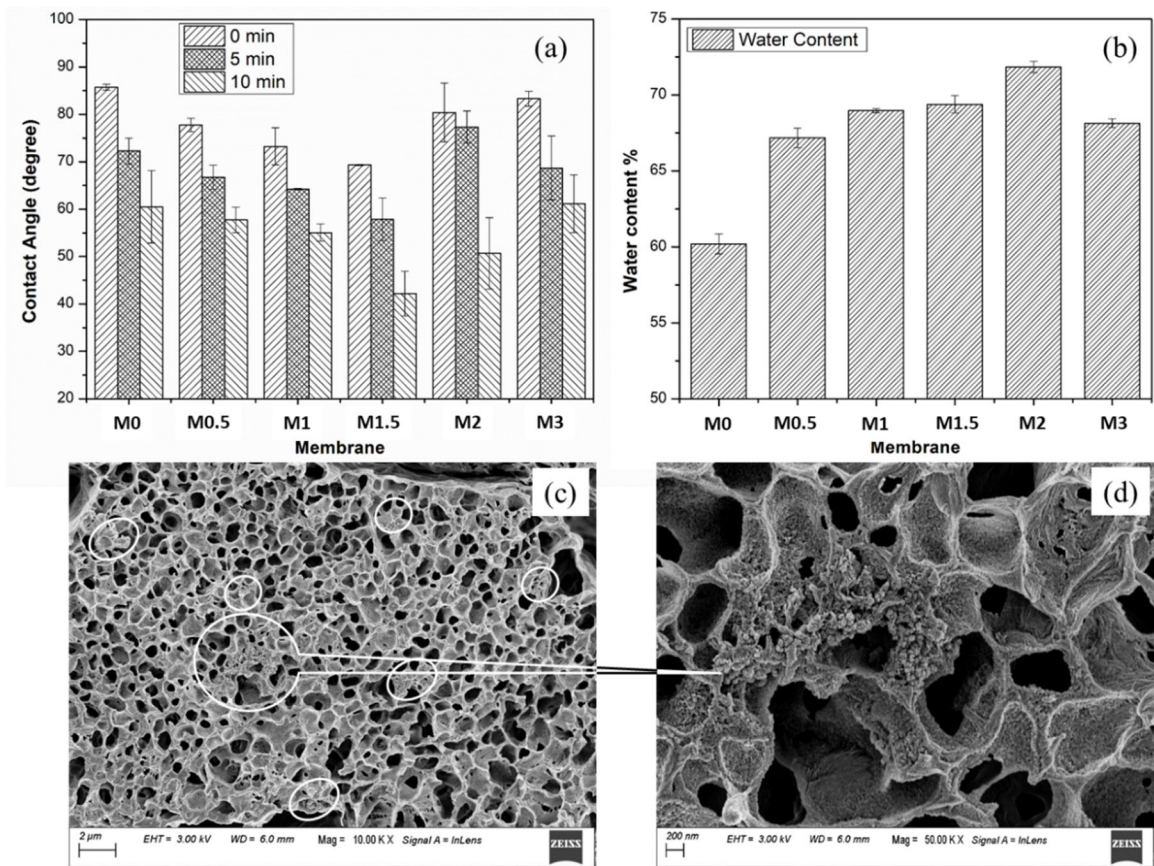 100
90
80
70
60
50
40
30
20
Contact Angle (degree)
0 min
5 min
10 min
(a)
M0 M0.5 M1 M1.5 M2 M3
Membrane
75
70
65
60
55
50
Water content %
Water Content
(b)
M0 M0.5 M1 M1.5 M2 M3
Membrane
(c)
2 µm EHT = 3.00 kV WD = 6.0 mm Mag = 10.00 K X Signal A = InLens ZEISS
(d)
200 nm EHT = 3.00 kV WD = 6.0 mm Mag = 50.00 K X Signal A = InLens ZEISS